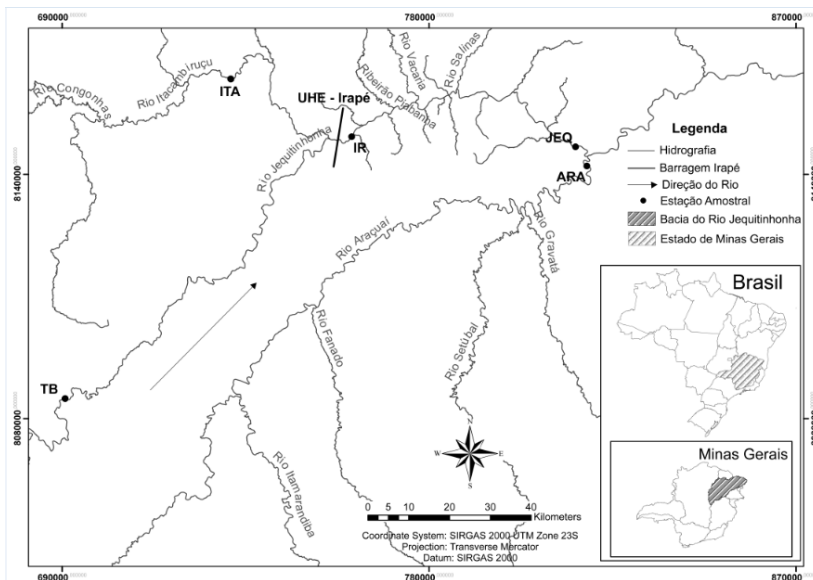 690000
780000
870000
Rio Congonhas
Rio Itacambiruçu
ITA
UHE - Irapé
Ribeirão Piabanha
Rio Vacaria
Rio Salinas
Rio Jequitinhonha
IR
JEQ
ARA
8140000
Legenda
Hidrografia
Barragem Irapé
Direção do Rio
Estação Amostral
Bacia do Rio Jequitinhonha
Estado de Minas Gerais
Rio Araçuaí
Rio Gravatá
Rio Setúbal
Rio Fanado
Rio Itamarandiba
TB
8080000
Brasil
Minas Gerais
N
W E
S
0 5 10 20 30 40
Kilometers
Coordinate System: SIRGAS 2000 UTM Zone 23S
Projection: Transverse Mercator
Datum: SIRGAS 2000
690000
780000
870000